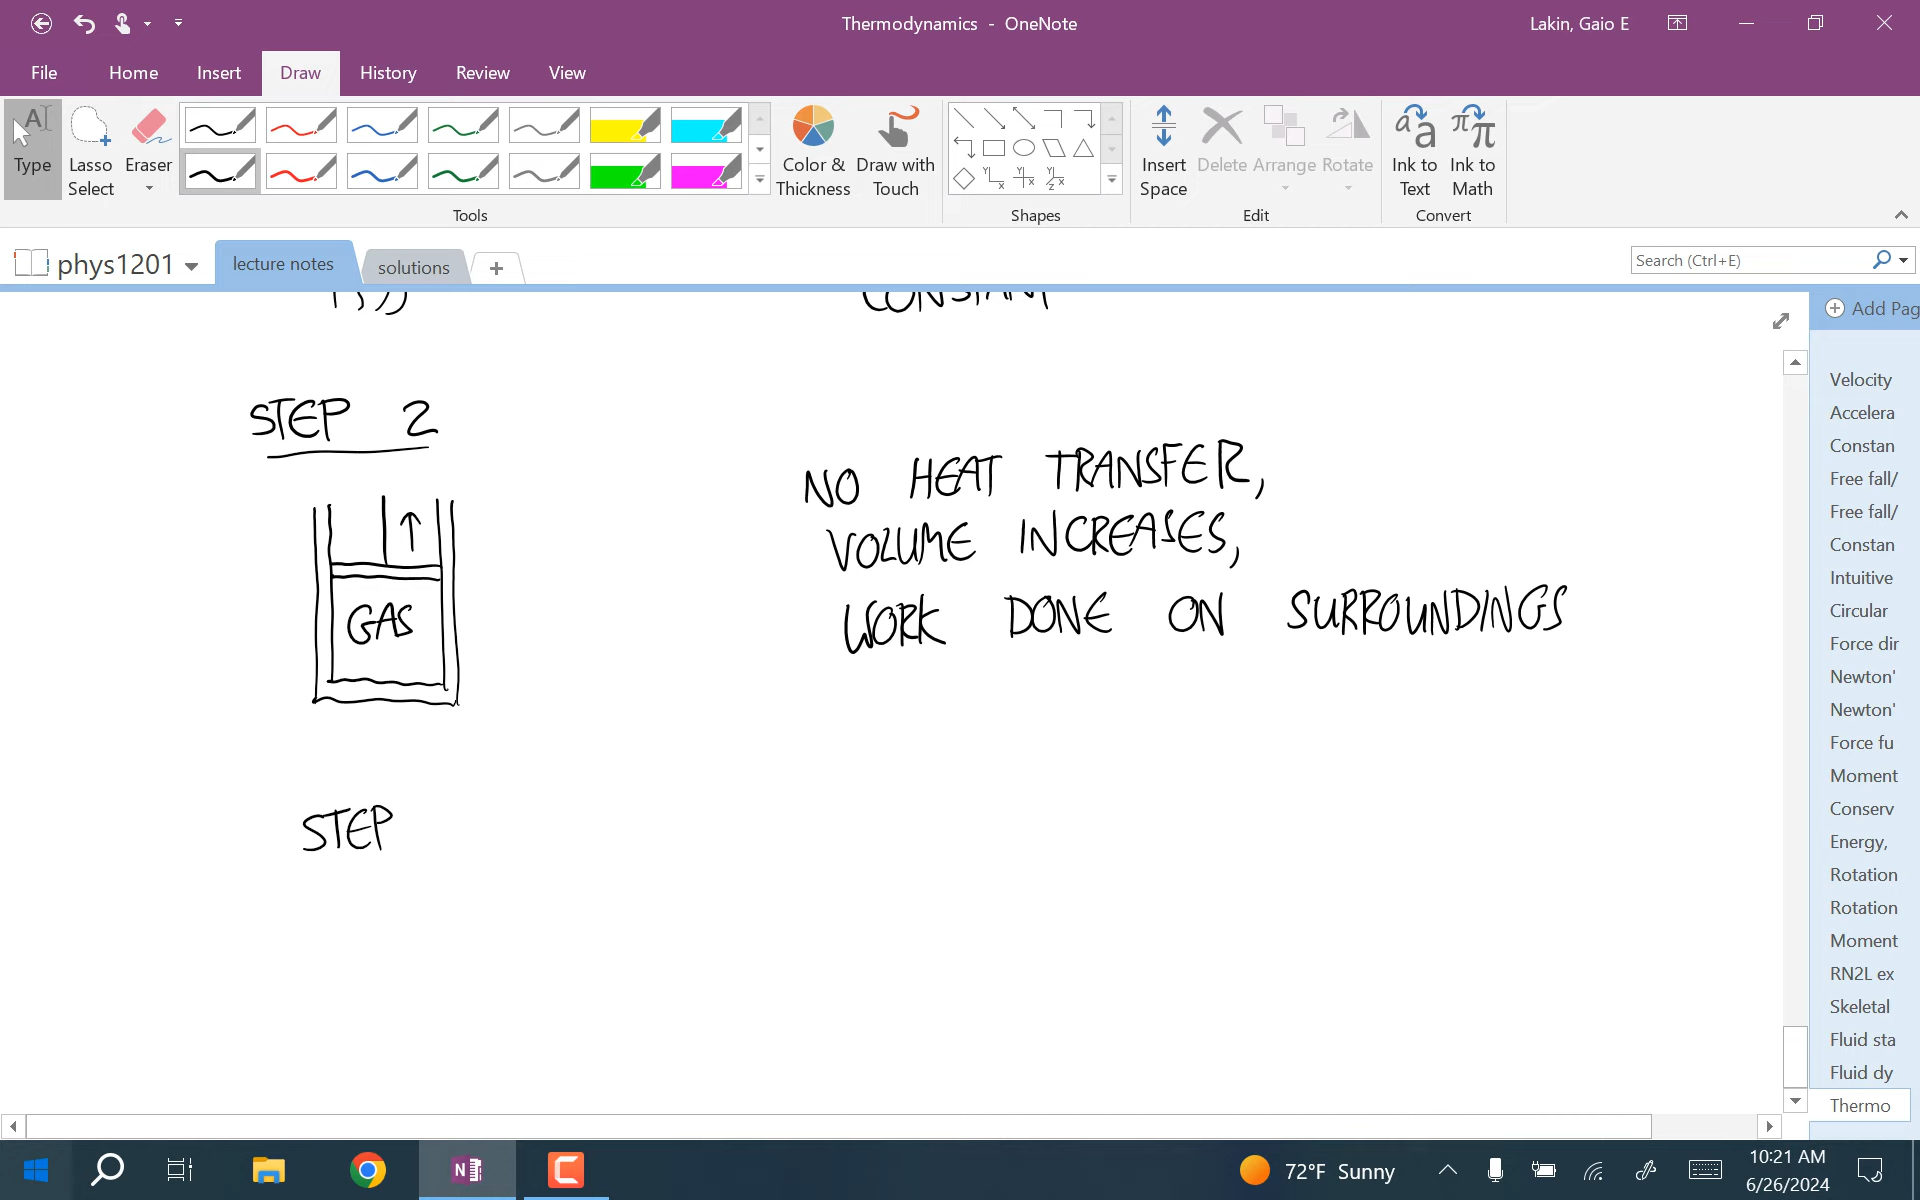 Thermodynamics - OneNote
Lakin, Gaio E
File Home Insert Draw History Review View
Type
Lasso Select
Eraser
Color & Thickness
Draw with Touch
Insert Space
Delete
Arrange
Rotate
Ink to Text
Ink to Math
Tools
Shapes
Edit
Convert
phys1201
lecture notes
solutions
Search (Ctrl+E)
CONSTANT
STEP 2
NO HEAT TRANSFER,
VOLUME INCREASES,
WORK DONE ON SURROUNDINGS
GAS
STEP
Add Pag
Velocity
Accelera
Constan
Free fall/
Free fall/
Constan
Intuitive
Circular
Force dir
Newton'
Newton'
Force fu
Moment
Conserv
Energy,
Rotation
Rotation
Moment
RN2L ex
Skeletal
Fluid sta
Fluid dy
Thermo
72°F Sunny
10:21 AM
6/26/2024